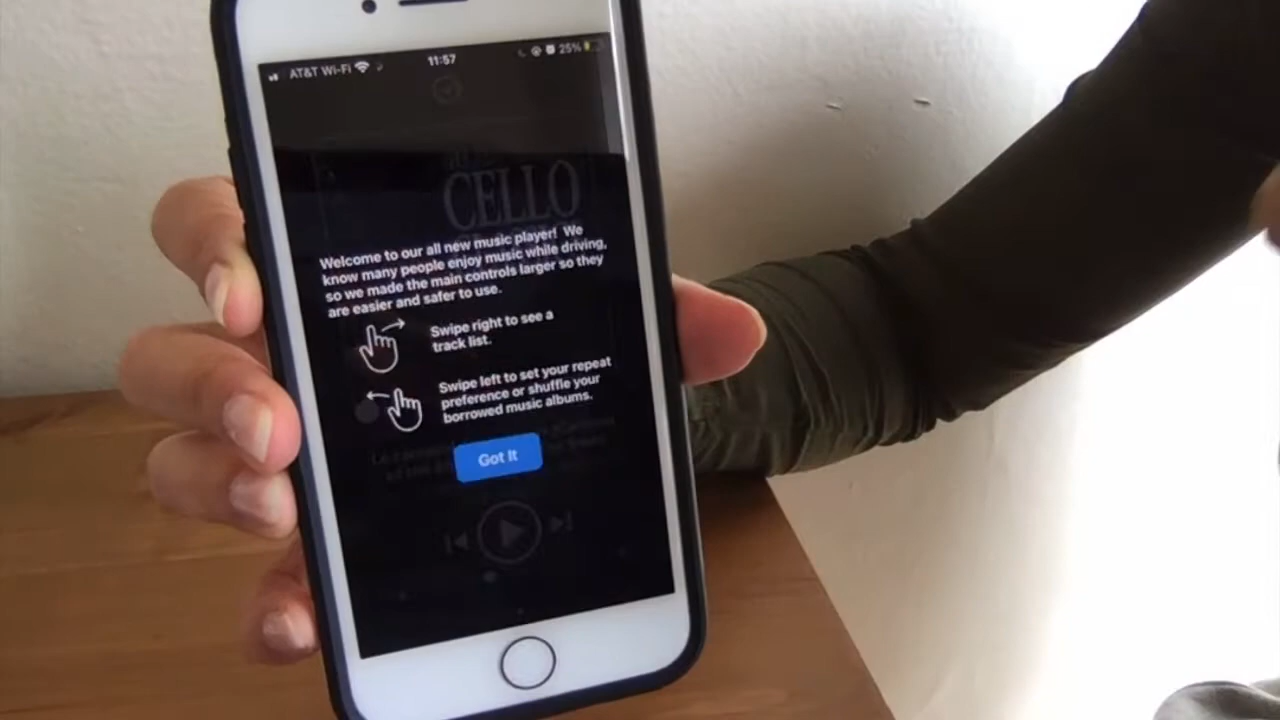 AT&T Wi-Fi 11:57 25%
CELLO
Welcome to our all new music player! We
know many people enjoy music while driving,
so we made the main controls larger so they
are easier and safer to use.
Swipe right to see a
track list.
Swipe left to set your repeat
preference or shuffle your
borrowed music albums.
Got It